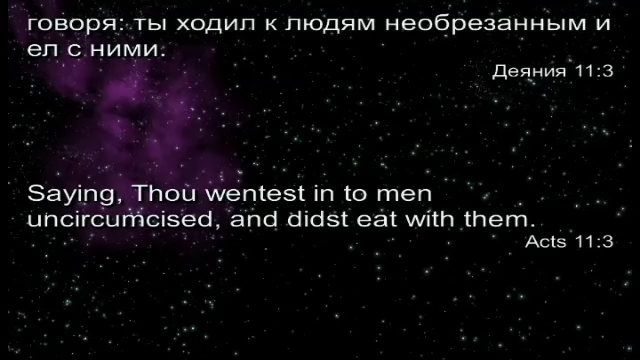 говоря: ты ходил к людям необрезанным и
ел с ними.
Деяния 11:3
Saying, Thou wentest in to men
uncircumcised, and didst eat with them.
Acts 11:3